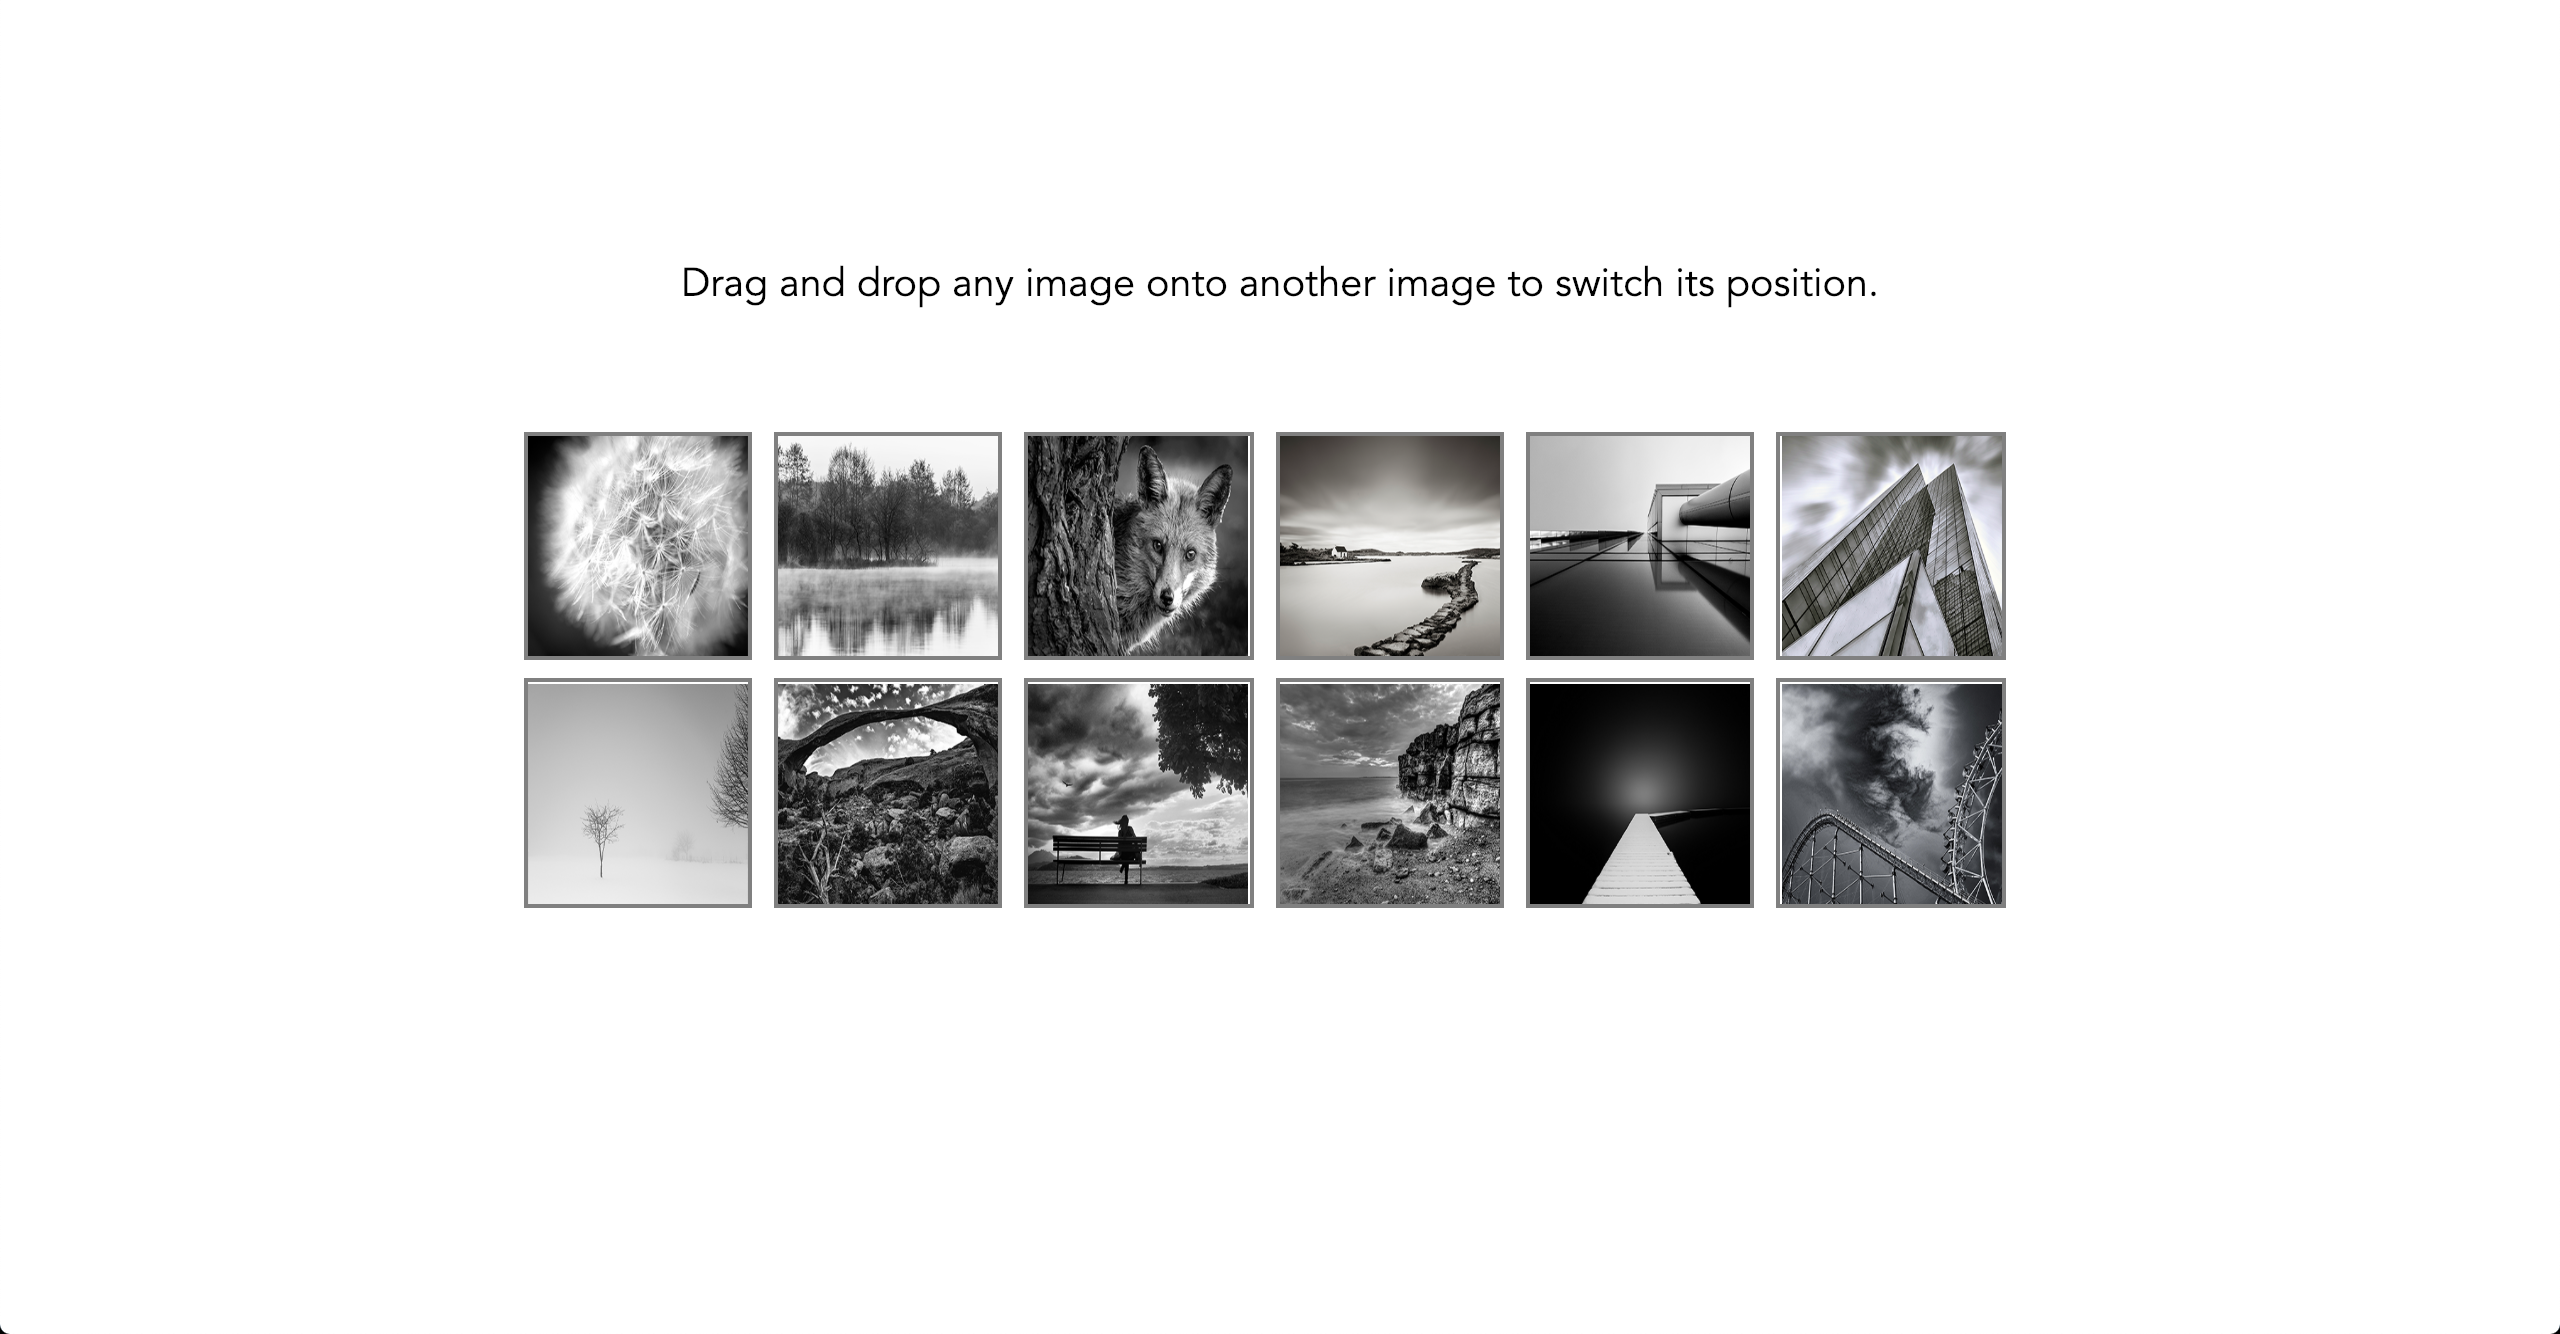 Drag and drop any image onto another image to switch its position.